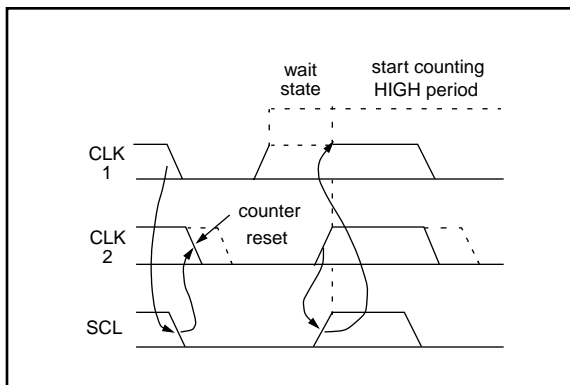 wait
state
start counting
HIGH period
CLK
1
counter
reset
CLK
2
SCL